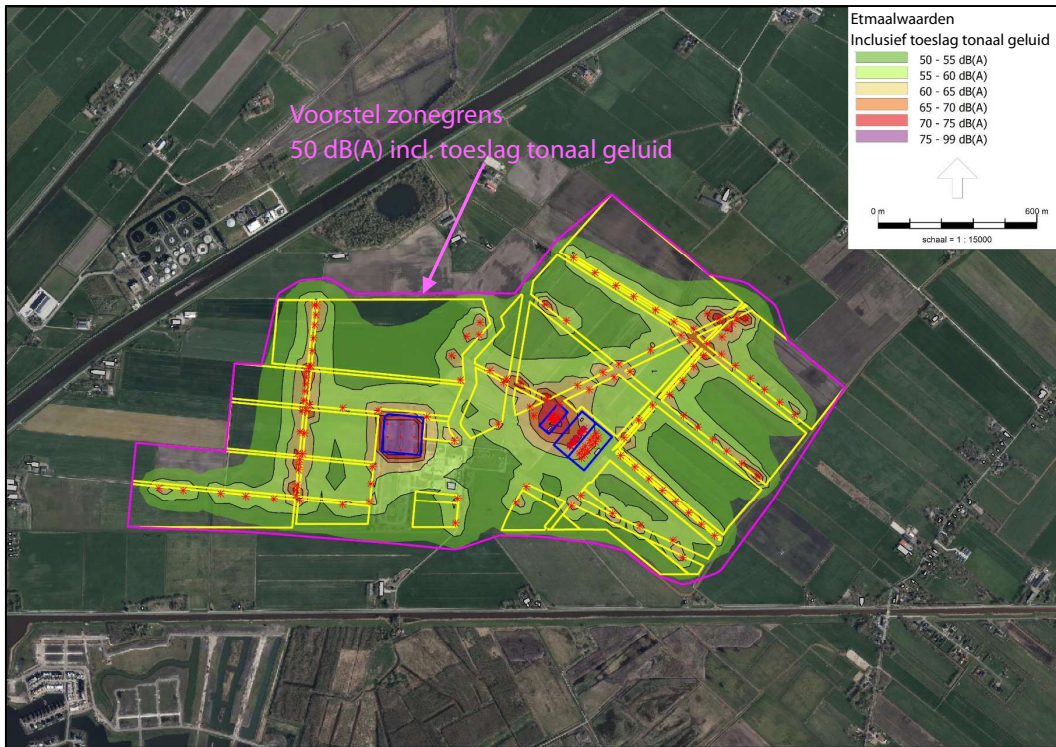 Etmaalwaarden
Inclusief toeslag tonaal geluid
50 - 55 dB(A)
55 - 60 dB(A)
60 - 65 dB(A)
65 - 70 dB(A)
70 - 75 dB(A)
75 - 99 dB(A)
0 m 600 m
schaal = 1 : 15000
Voorstel zonegrens
50 dB(A) incl. toeslag tonaal geluid